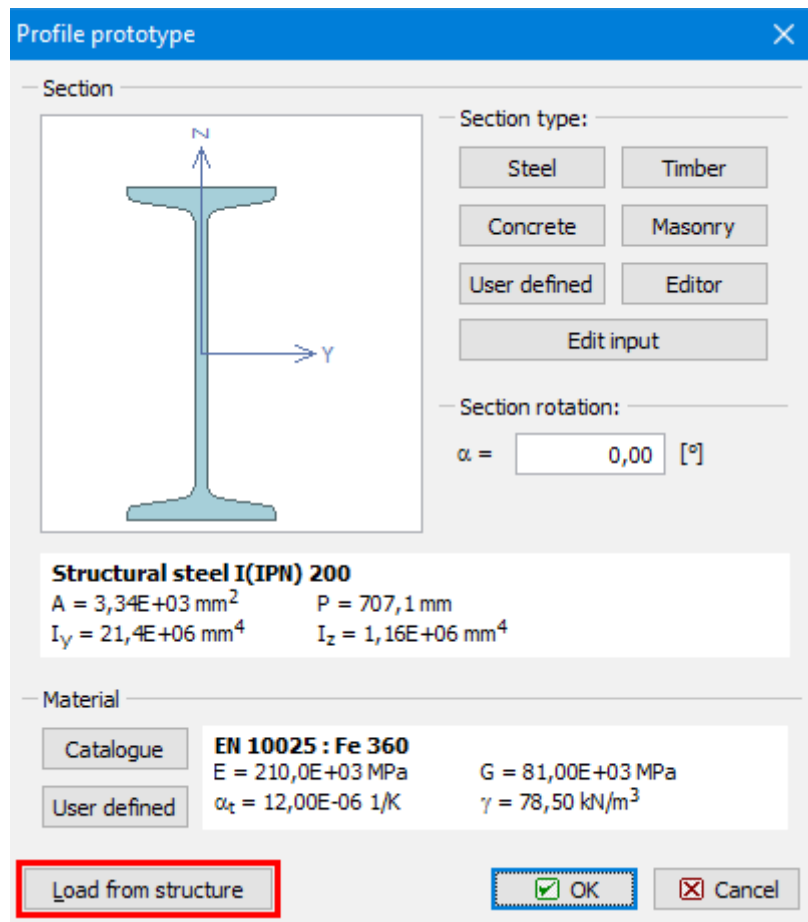 Profile prototype
Section
Z
Y
Section type:
Steel Timber
Concrete Masonry
User defined Editor
Edit input
Section rotation:
α = 0,00 [°]
Structural steel I(IPN) 200
A = 3,34E+03 mm² P = 707,1 mm
Iy = 21,4E+06 mm⁴ Iz = 1,16E+06 mm⁴
Material
Catalogue
User defined
EN 10025 : Fe 360
E = 210,0E+03 MPa G = 81,00E+03 MPa
αt = 12,00E-06 1/K γ = 78,50 kN/m³
Load from structure OK Cancel